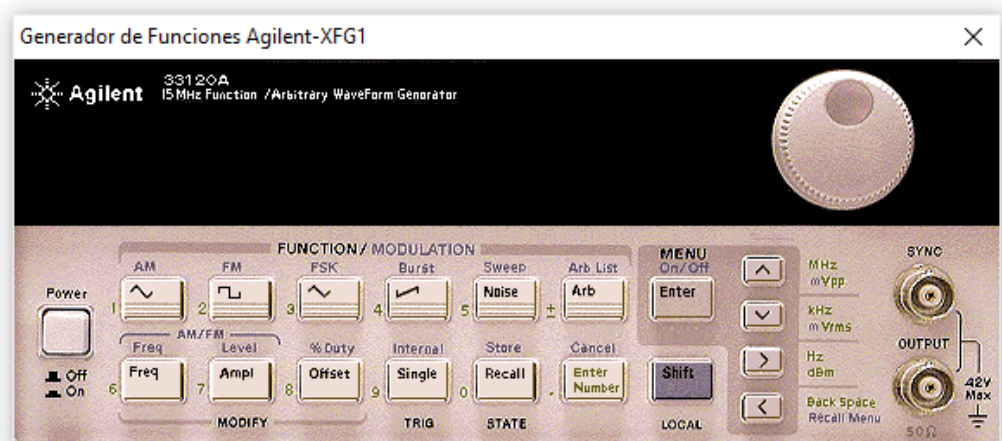 Generador de Funciones Agilent-XFG1
Agilent
33120A
15 MHz Function / Arbitrary WaveForm Generator
FUNCTION / MODULATION
AM FM FSK Burst Sweep Arb List
MENU
On/Off
Power
1 2 3 4 5 Noise ± Arb Enter
AM/FM
Freq Level % Duty Internal Store Cancel
Off
On
6 Freq 7 Ampl 8 Offset 9 Single 0 Recall . Enter Number Shift
MODIFY TRIG STATE LOCAL
MHz
mVpp
kHz
mVrms
Hz
dBm
Back Space
Recall Menu
SYNC
OUTPUT
42V
Max
50Ω